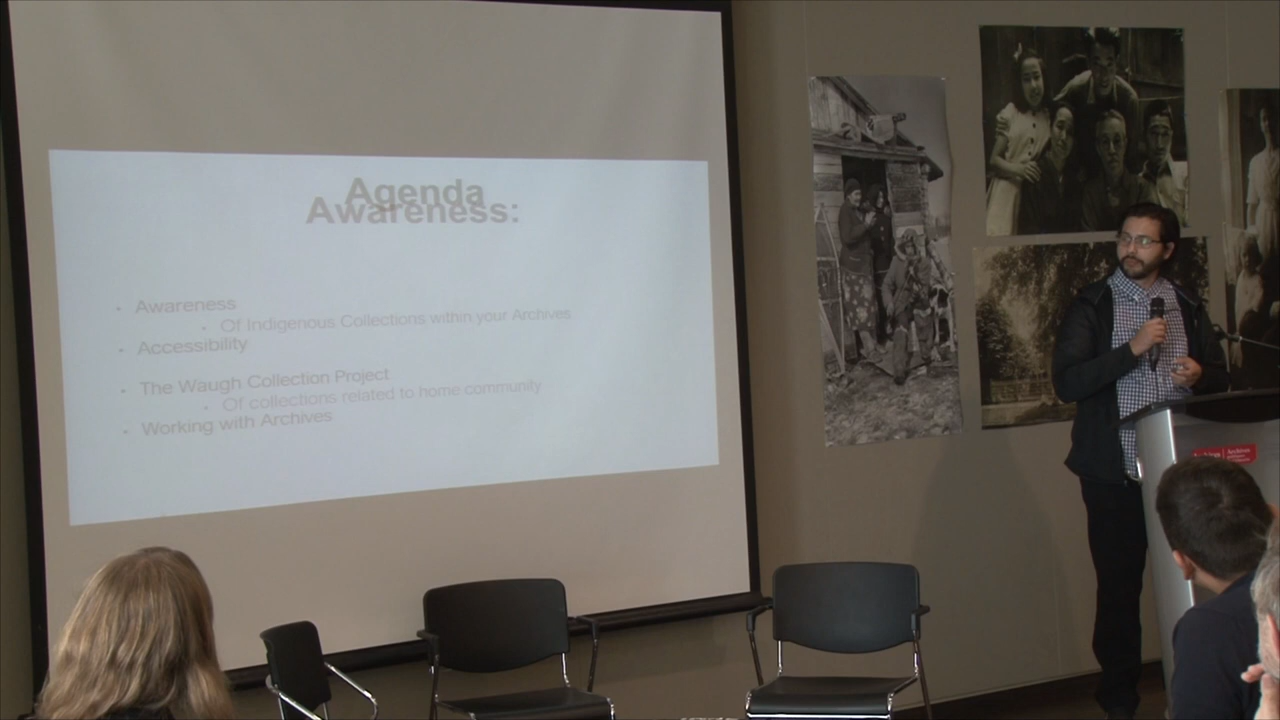 Agenda
Awareness:
• Awareness
• Of Indigenous Collections within your Archives
• Accessibility
• The Waugh Collection Project
• Of collections related to home community
• Working with Archives
Archives